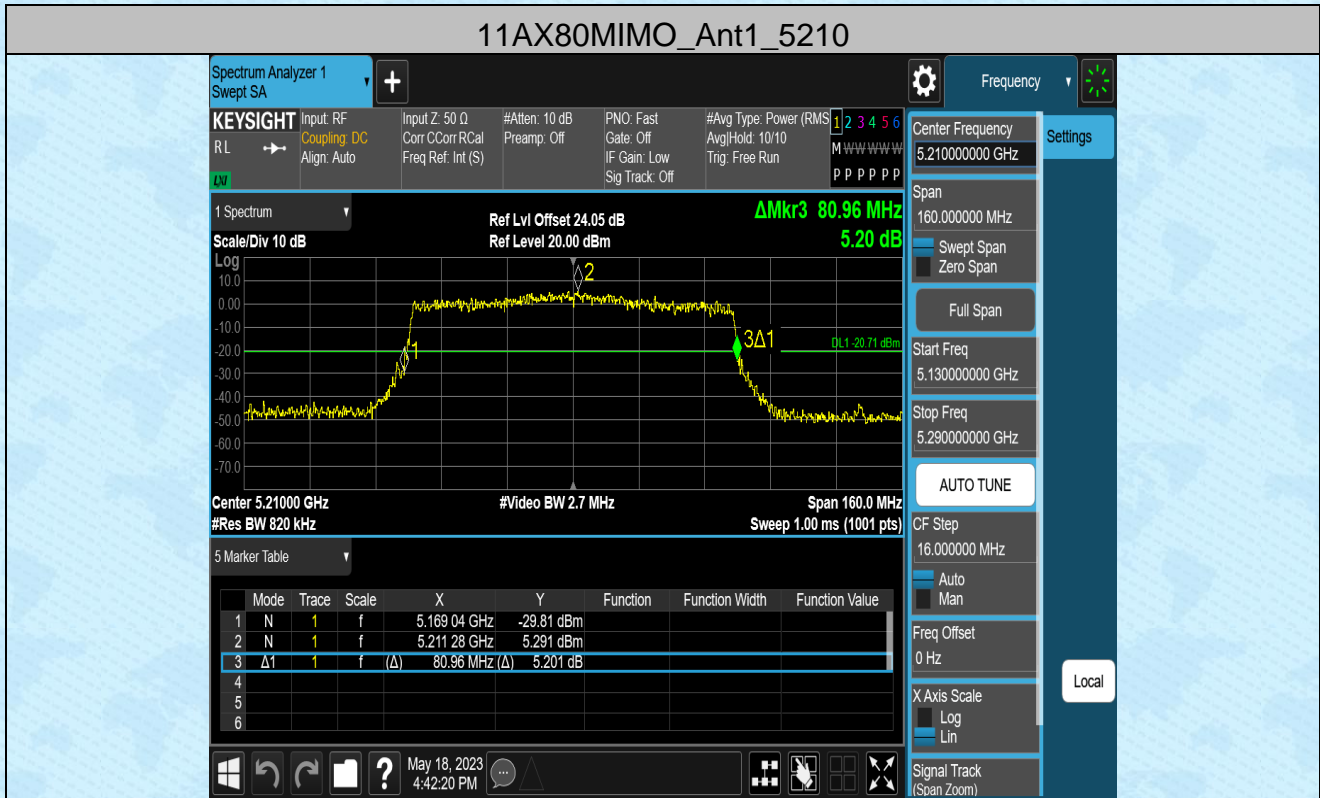 11AX80MIMO_Ant1_5210
Spectrum Analyzer 1
Swept SA
Frequency
KEYSIGHT
RL
LXI
Input: RF
Coupling: DC
Align: Auto
Input Z: 50 Ω
Corr CCorr RCal
Freq Ref: Int (S)
#Atten: 10 dB
Preamp: Off
PNO: Fast
Gate: Off
IF Gain: Low
Sig Track: Off
#Avg Type: Power (RMS
Avg|Hold: 10/10
Trig: Free Run
1 2 3 4 5 6
M W W W W W
P P P P P P
1 Spectrum
Scale/Div 10 dB
Ref Lvl Offset 24.05 dB
Ref Level 20.00 dBm
ΔMkr3 80.96 MHz
5.20 dB
Log
10.0
0.00
-10.0
-20.0
-30.0
-40.0
-50.0
-60.0
-70.0
2
1
3Δ1
DL1 -20.71 dBm
Center 5.21000 GHz
#Res BW 820 kHz
#Video BW 2.7 MHz
Span 160.0 MHz
Sweep 1.00 ms (1001 pts)
5 Marker Table
Mode Trace Scale X Y Function Function Width Function Value
1 N 1 f 5.169 04 GHz -29.81 dBm
2 N 1 f 5.211 28 GHz 5.291 dBm
3 Δ1 1 f (Δ) 80.96 MHz (Δ) 5.201 dB
4
5
6
May 18, 2023
4:42:20 PM
Center Frequency
5.210000000 GHz
Settings
Span
160.000000 MHz
Swept Span
Zero Span
Full Span
Start Freq
5.130000000 GHz
Stop Freq
5.290000000 GHz
AUTO TUNE
CF Step
16.000000 MHz
Auto
Man
Freq Offset
0 Hz
X Axis Scale
Log
Lin
Local
Signal Track
(Span Zoom)